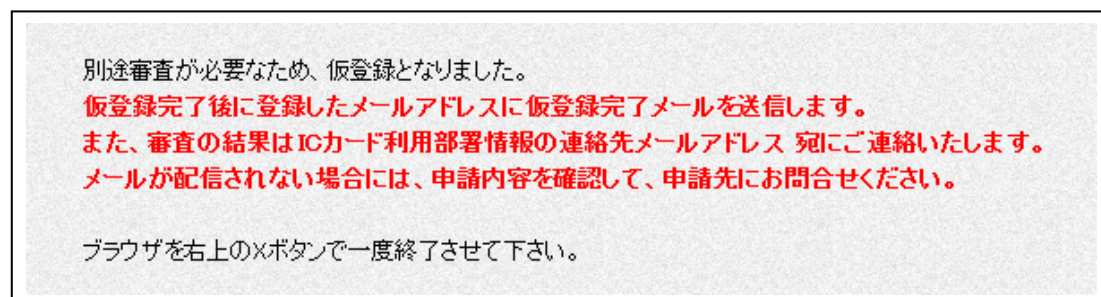 別途審査が必要なため、仮登録となりました。
仮登録完了後に登録したメールアドレスに仮登録完了メールを送信します。
また、審査の結果はICカード利用部署情報の連絡先メールアドレス 宛にご連絡いたします。
メールが配信されない場合には、申請内容を確認して、申請先にお問合せください。
ブラウザを右上の×ボタンで一度終了させて下さい。